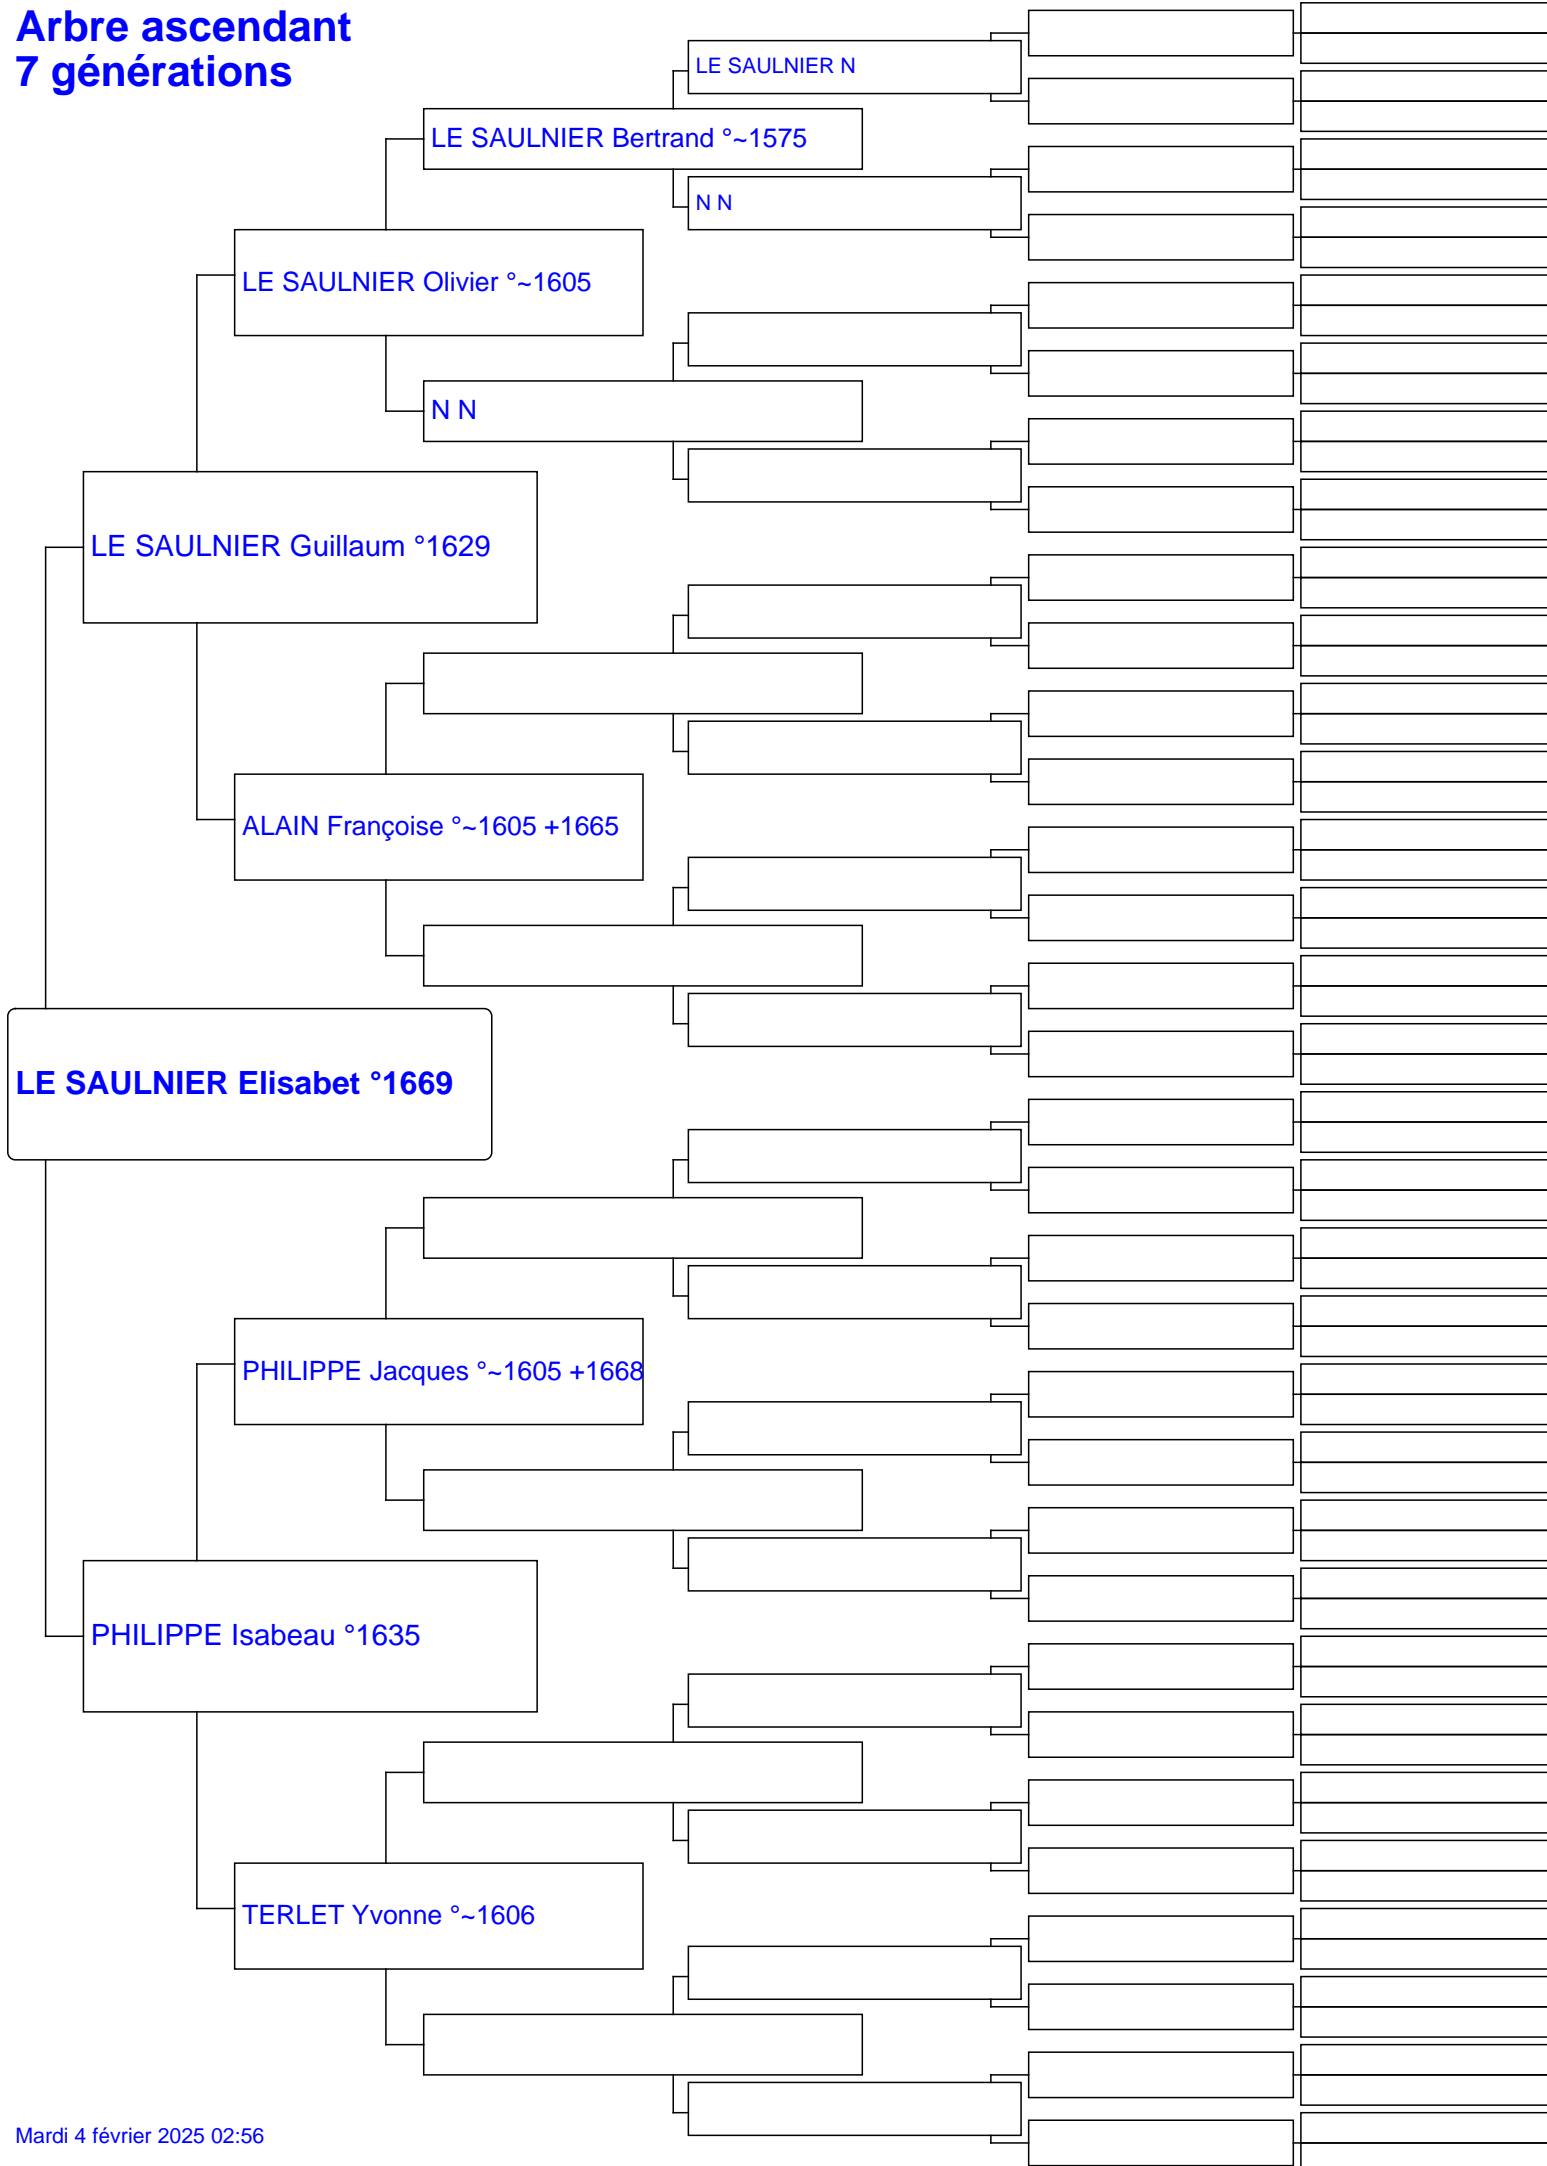 Arbre ascendant
7 générations
LE SAULNIER N
LE SAULNIER Bertrand °~1575
N N
LE SAULNIER Olivier °~1605
N N
LE SAULNIER Guillaum °1629
ALAIN Françoise °~1605 +1665
LE SAULNIER Elisabet °1669
PHILIPPE Jacques °~1605 +1668
PHILIPPE Isabeau °1635
TERLET Yvonne °~1606
Mardi 4 février 2025 02:56